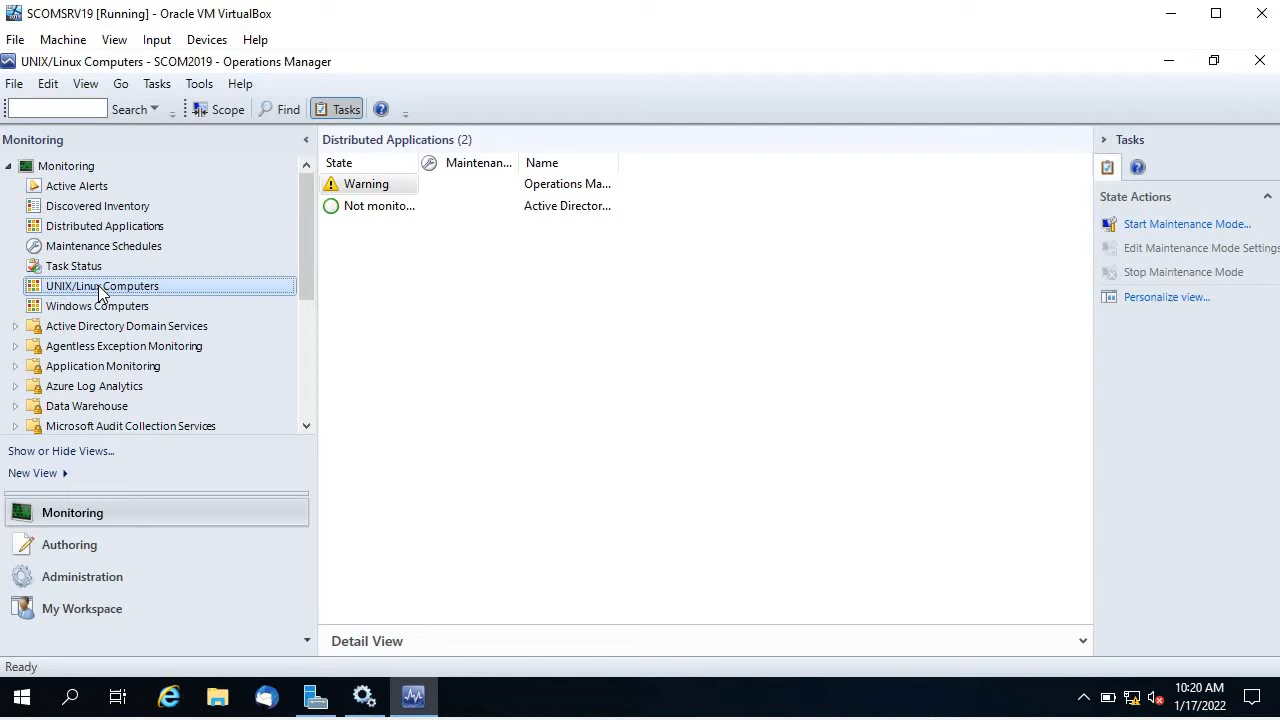 SCOMSRV19 [Running] - Oracle VM VirtualBox
File Machine View Input Devices Help
UNIX/Linux Computers - SCOM2019 - Operations Manager
File Edit View Go Tasks Tools Help
Search Scope Find Tasks
Monitoring
Monitoring
Active Alerts
Discovered Inventory
Distributed Applications
Maintenance Schedules
Task Status
UNIX/Linux Computers
Windows Computers
Active Directory Domain Services
Agentless Exception Monitoring
Application Monitoring
Azure Log Analytics
Data Warehouse
Microsoft Audit Collection Services
Show or Hide Views...
New View
Monitoring
Authoring
Administration
My Workspace
Distributed Applications (2)
State Maintenan... Name
Warning Operations Ma...
Not monito... Active Director...
Detail View
Tasks
State Actions
Start Maintenance Mode...
Edit Maintenance Mode Settings
Stop Maintenance Mode
Personalize view...
Ready
10:20 AM
1/17/2022